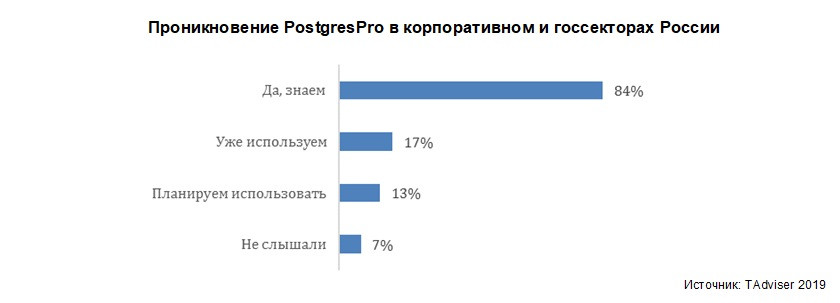 Проникновение PostgresPro в корпоративном и госсекторах России
Да, знаем 84%
Уже используем 17%
Планируем использовать 13%
Не слышали 7%
Источник: TAdviser 2019